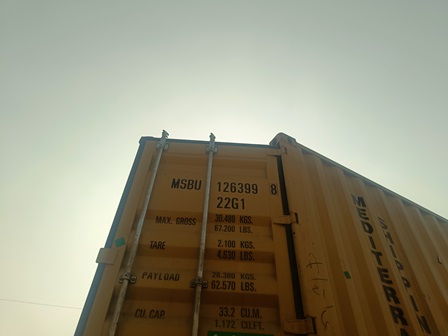 MSBU 126399 8
22G1
MAX. GROSS 30.480 KGS.
67.200 LBS.
TARE 2.100 KGS.
4.630 LBS.
PAYLOAD 28.380 KGS.
62.570 LBS.
CU. CAP. 33.2 CU.M.
1.172 CU.FT.
MEDITERR
SHIPPIN